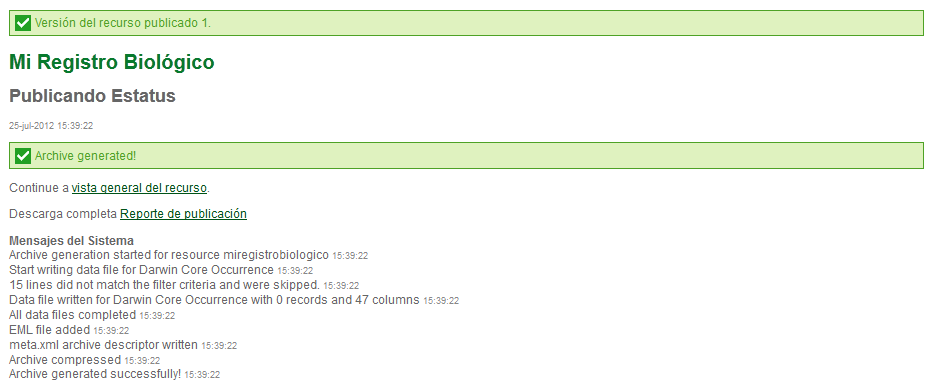 Versión del recurso publicado 1.
Mi Registro Biológico
Publicando Estatus
25-jul-2012 15:39:22
Archive generated!
Continue a vista general del recurso.
Descarga completa Reporte de publicación
Mensajes del Sistema
Archive generation started for resource miregistrobiologico 15:39:22
Start writing data file for Darwin Core Occurrence 15:39:22
15 lines did not match the filter criteria and were skipped. 15:39:22
Data file written for Darwin Core Occurrence with 0 records and 47 columns 15:39:22
All data files completed 15:39:22
EML file added 15:39:22
meta.xml archive descriptor written 15:39:22
Archive compressed 15:39:22
Archive generated successfully! 15:39:22